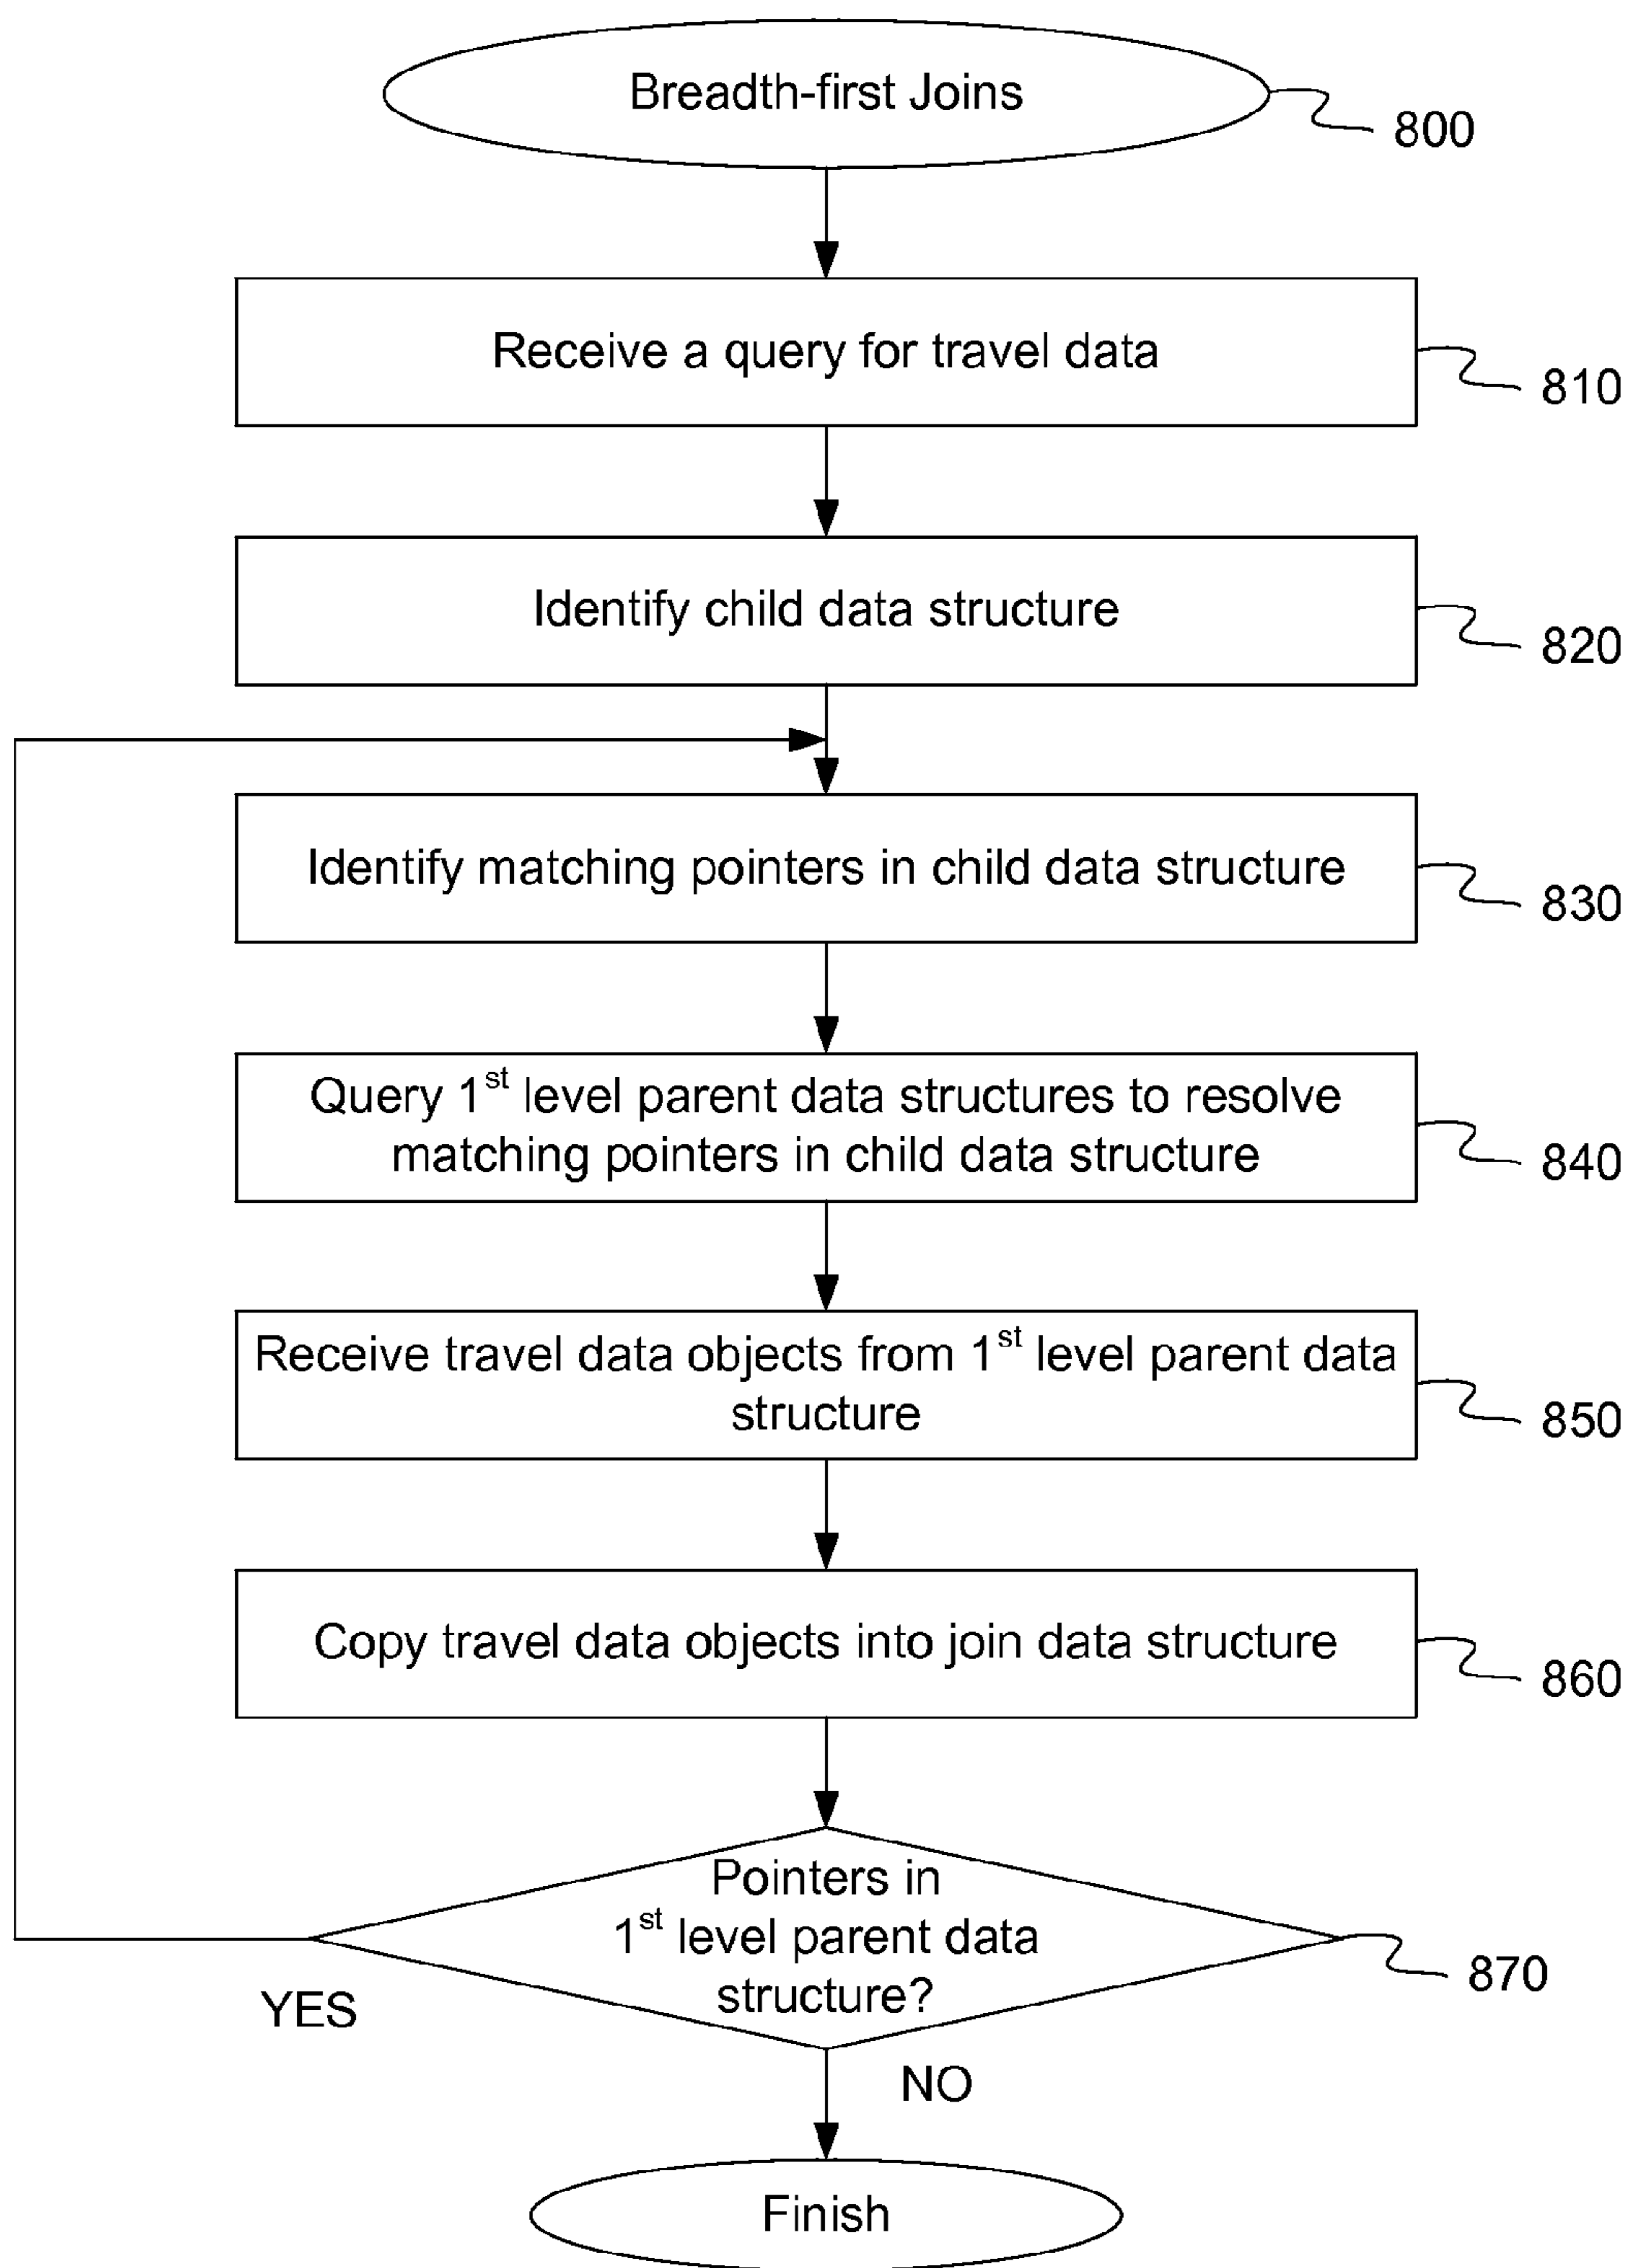 Breadth-first Joins
800
Receive a query for travel data
810
Identify child data structure
820
Identify matching pointers in child data structure
830
Query 1st level parent data structures to resolve
matching pointers in child data structure
840
Receive travel data objects from 1st level parent data
structure
850
Copy travel data objects into join data structure
860
Pointers in
1st level parent data
structure?
870
YES
NO
Finish